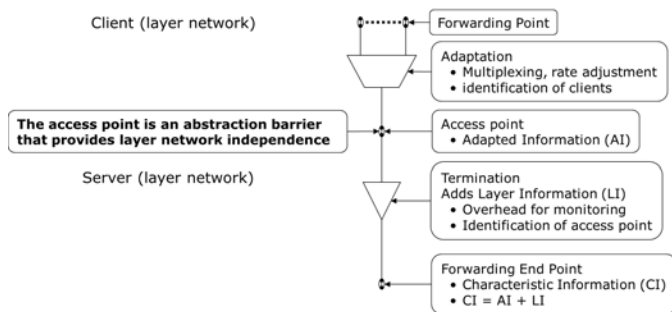 Client (layer network)
Forwarding Point
Adaptation
• Multiplexing, rate adjustment
• identification of clients
The access point is an abstraction barrier
that provides layer network independence
Access point
• Adapted Information (AI)
Server (layer network)
Termination
Adds Layer Information (LI)
• Overhead for monitoring
• Identification of access point
Forwarding End Point
• Characteristic Information (CI)
• CI = AI + LI